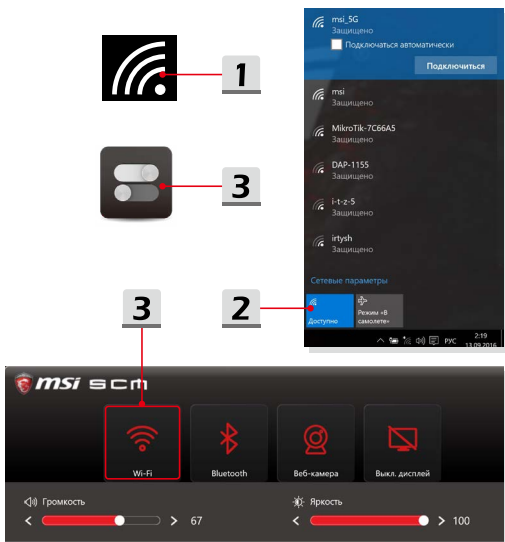 1
3
3
2
msi_5G
Защищено
Подключаться автоматически
Подключиться
msi
Защищено
MikroTik-7C66A5
Защищено
DAP-1155
Защищено
i-t-z-5
Защищено
irtysh
Защищено
Сетевые параметры
Доступно
Режим «В
самолете»
РУС
2:19
13.09.2016
msi SCM
Wi-Fi
Bluetooth
Веб-камера
Выкл. дисплей
Громкость
67
Яркость
100